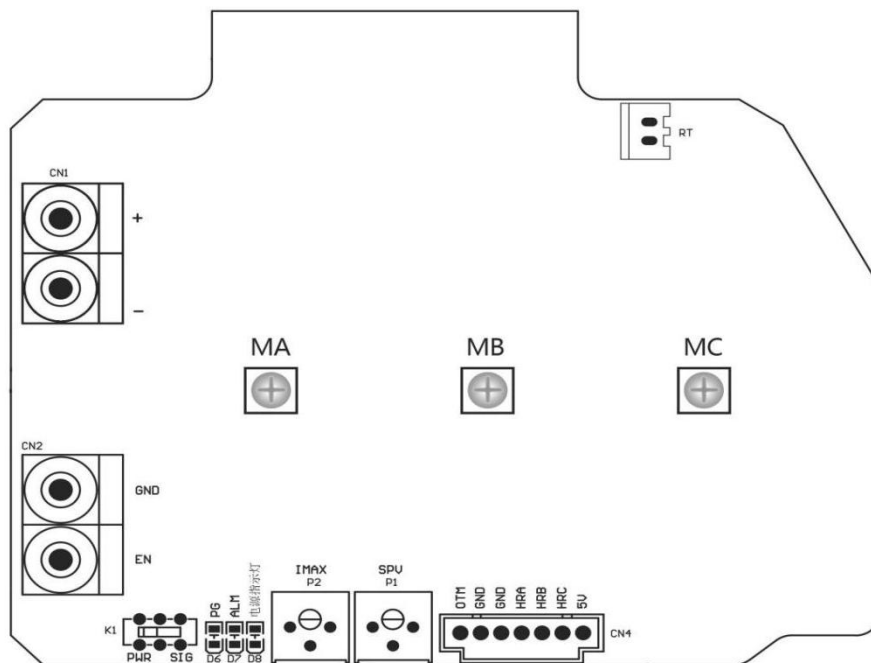 RT
CN1
+
−
MA
MB
MC
CN2
GND
EN
IMAX
P2
SPV
P1
PG
ALM
电源指示灯
OTM
GND
GND
HRA
HRB
HRC
5V
K1
CN4
PWR
SIG
D6
D7
D8